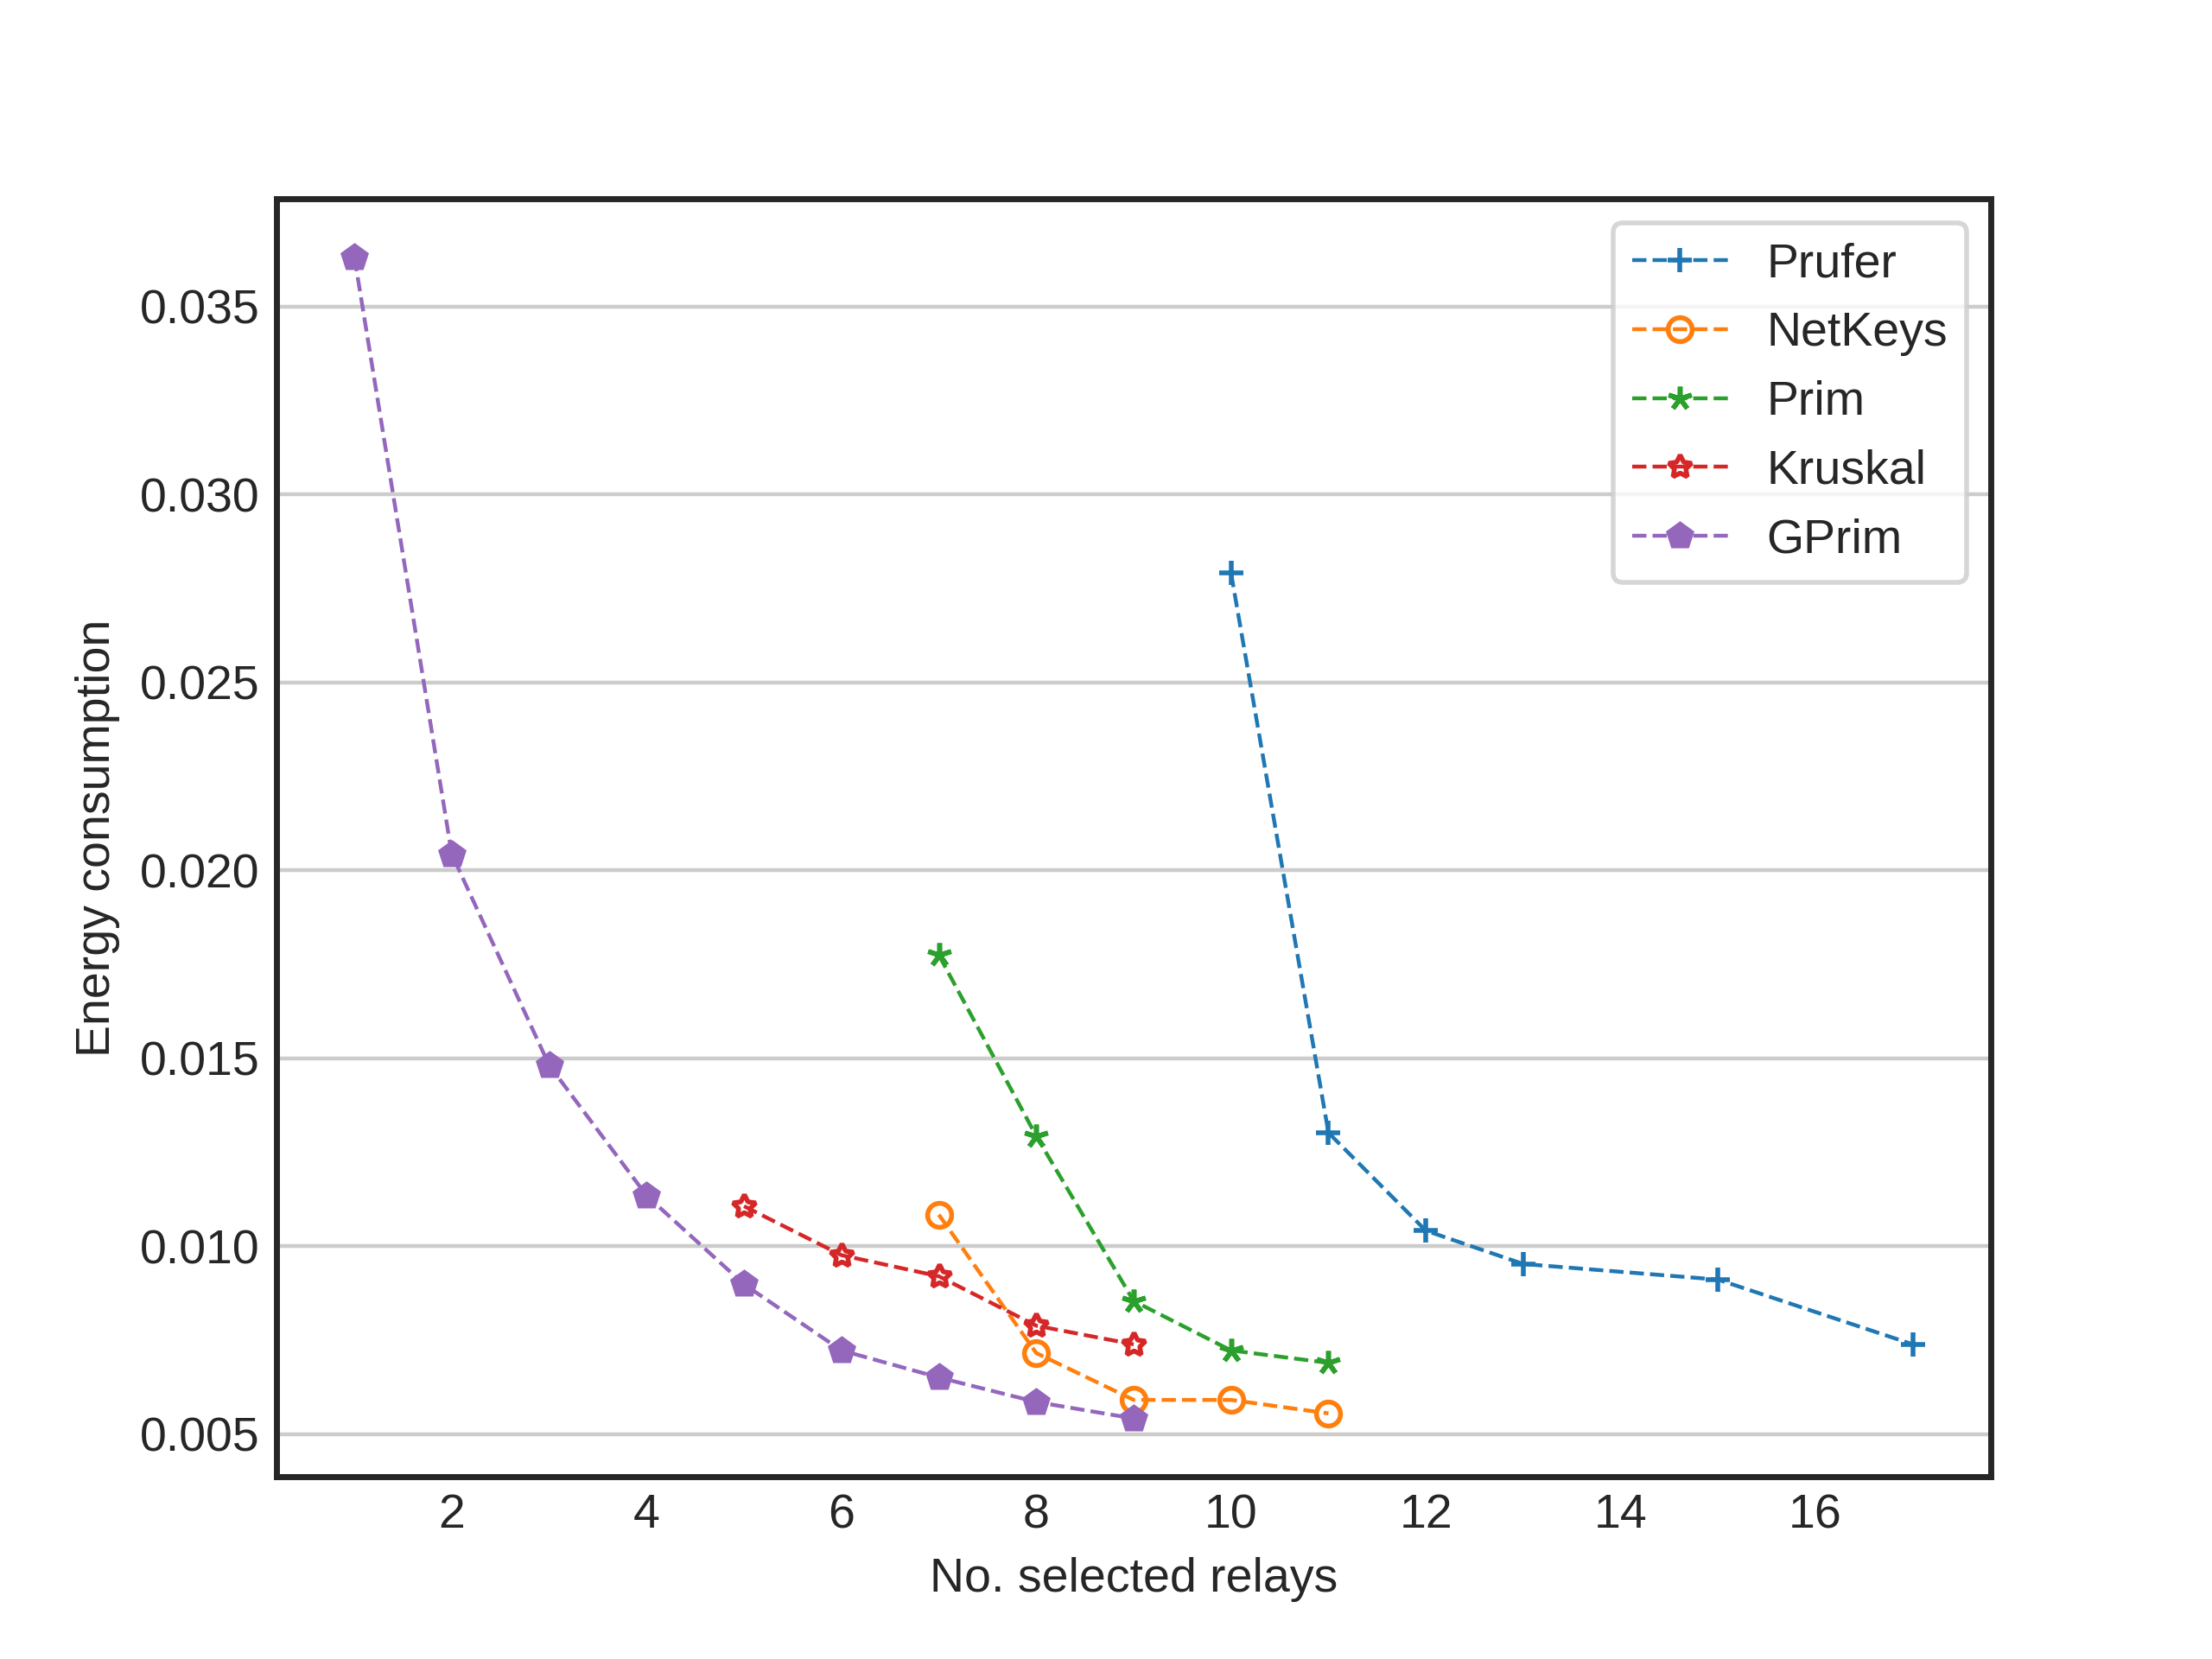 Prufer
NetKeys
Prim
Kruskal
GPrim
0.035
0.030
0.025
0.020
0.015
0.010
0.005
Energy consumption
2 4 6 8 10 12 14 16
No. selected relays